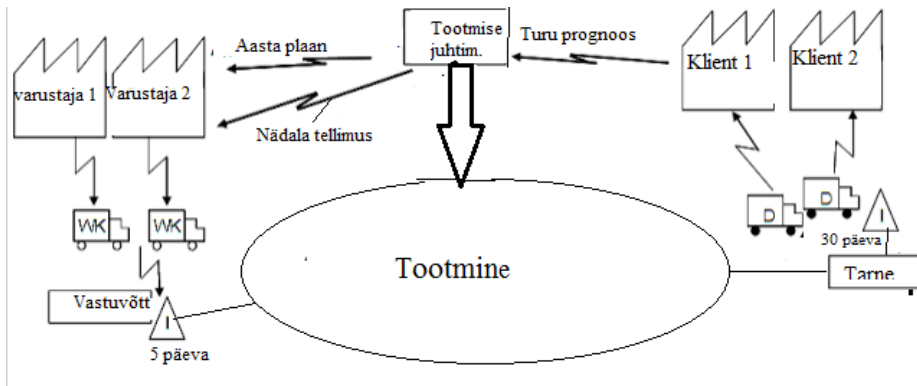 Tootmise
juhtim.
Aasta plaan
Turu prognoos
Klient 1
Klient 2
varustaja 1
Varustaja 2
Nädala tellimus
WK
WK
D
D
I
30 päeva
Tootmine
Tarne
Vastuvõtt
I
5 päeva